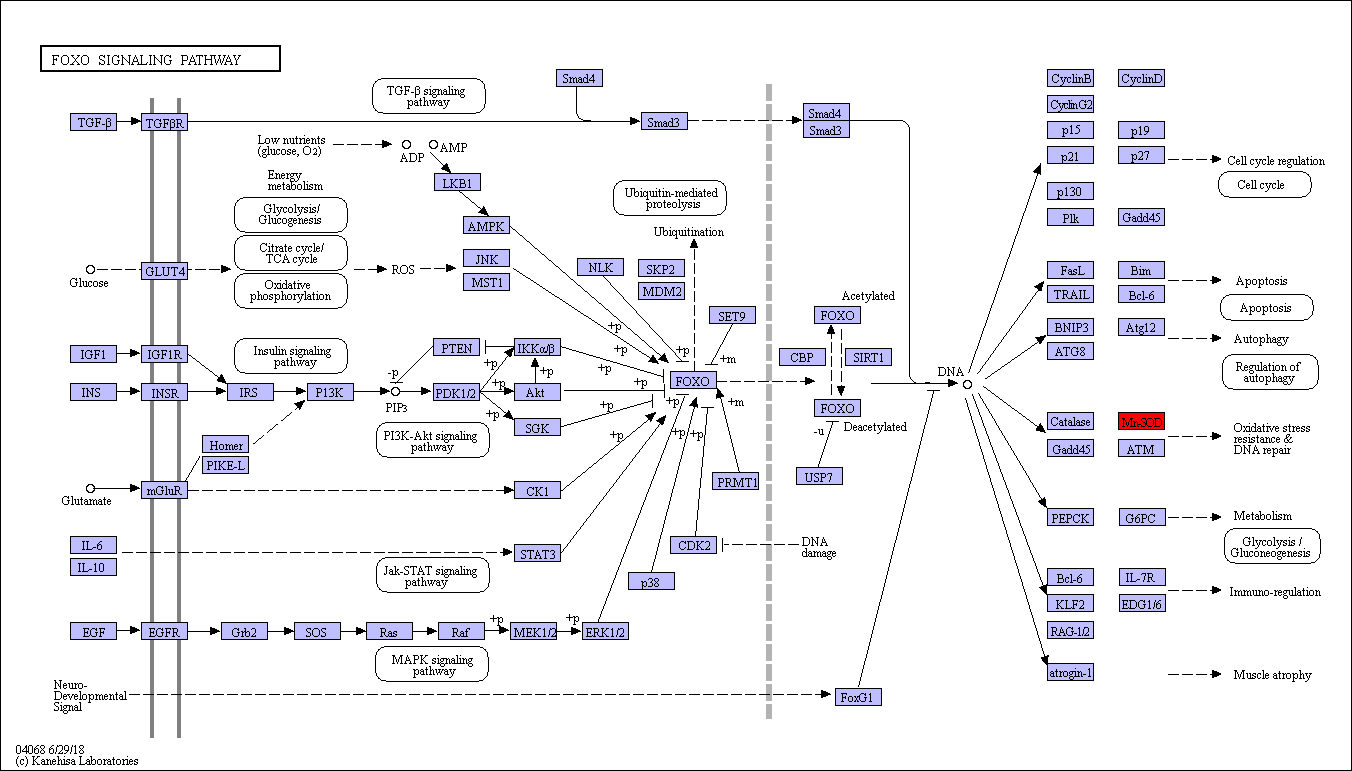 FOXO SIGNALING PATHWAY
Smad4
TGF-β signaling
pathway
TGF-β
TGFβR
Smad3
Smad4
Smad3
Low nutrients
(glucose, O2)
ADP
AMP
LKB1
AMPK
Energy
metabolism
Glycolysis/
Glucogenesis
Citrate cycle/
TCA cycle
Oxidative
phosphorylation
Glucose
GLUT4
ROS
JNK
MST1
NLK
Ubiquitin-mediated
proteolysis
Ubiquitination
SKP2
MDM2
SET9
+p
+p
+p
+m
IGF1
IGF1R
Insulin signaling
pathway
PTEN
IKKα/β
-p
+p
+p
+p
+p
INS
INSR
IRS
P13K
PIP3
PDK1/2
+p
Akt
+p
FOXO
+m
+p
SGK
+p
+p
+p
+p
+p
PI3K-Akt signaling
pathway
Homer
PIKE-L
Glutamate
mGluR
CK1
PRMT1
IL-6
IL-10
STAT3
Jak-STAT signaling
pathway
CDK2
DNA
damage
p38
EGF
EGFR
Grb2
SOS
Ras
Raf
+p
MEK1/2
+p
ERK1/2
MAPK signaling
pathway
Neuro-
Developmental
Signal
FoxG1
Acetylated
FOXO
CBP
SIRT1
FOXO
Deacetylated
-u
USP7
DNA
CyclinB
CyclinD
CyclinG2
p15
p19
p21
p27
Cell cycle regulation
Cell cycle
p130
Plk
Gadd45
FasL
Bim
Apoptosis
TRAIL
Bcl-6
Apoptosis
BNIP3
Atg12
Autophagy
ATG8
Regulation of
autophagy
Catalase
Mn-SOD
Oxidative stress
resistance &
DNA repair
Gadd45
ATM
PEPCK
G6PC
Metabolism
Glycolysis /
Gluconeogenesis
Bcl-6
IL-7R
Immuno-regulation
KLF2
EDG1/6
RAG-1/2
atrogin-1
Muscle atrophy
04068 6/29/18
(c) Kanehisa Laboratories